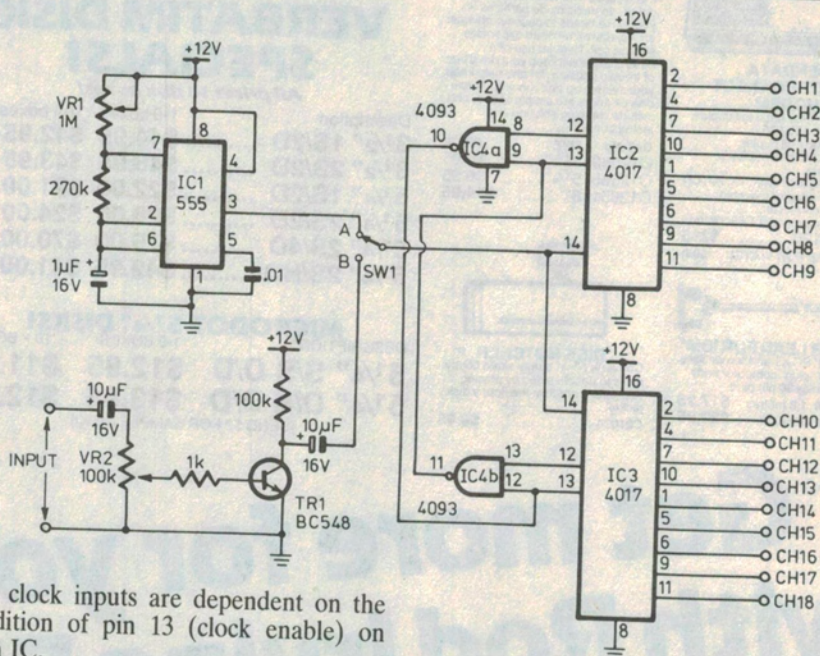 +12V
VR1
1M
270k
1µF +
16V
8
4
7
IC1
555
3
2
6
5
1
.01
A
B
SW1
+12V
4093
14
10
IC4a
8
9
7
+12V
16
12
13
14
IC2
4017
8
2
4
7
10
1
5
6
9
11
CH1
CH2
CH3
CH4
CH5
CH6
CH7
CH8
CH9
+12V
100k
10µF
16V
INPUT
VR2
100k
1k
+ 10µF
16V
TR1
BC548
11
IC4b
13
12
4093
+12V
16
14
12
13
IC3
4017
8
2
4
7
10
1
5
6
9
11
CH10
CH11
CH12
CH13
CH14
CH15
CH16
CH17
CH18
clock inputs are dependent on the
dition of pin 13 (clock enable) on
IC.